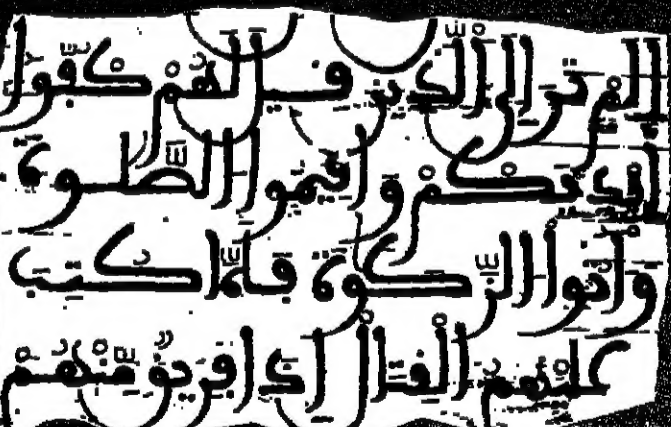 الم تر الى الذين قيل لهم كفوا
ايديكم واقيموا الصلوة
واتوا الزكوة فلما كتب
عليهم القتال اذا فريق منهم